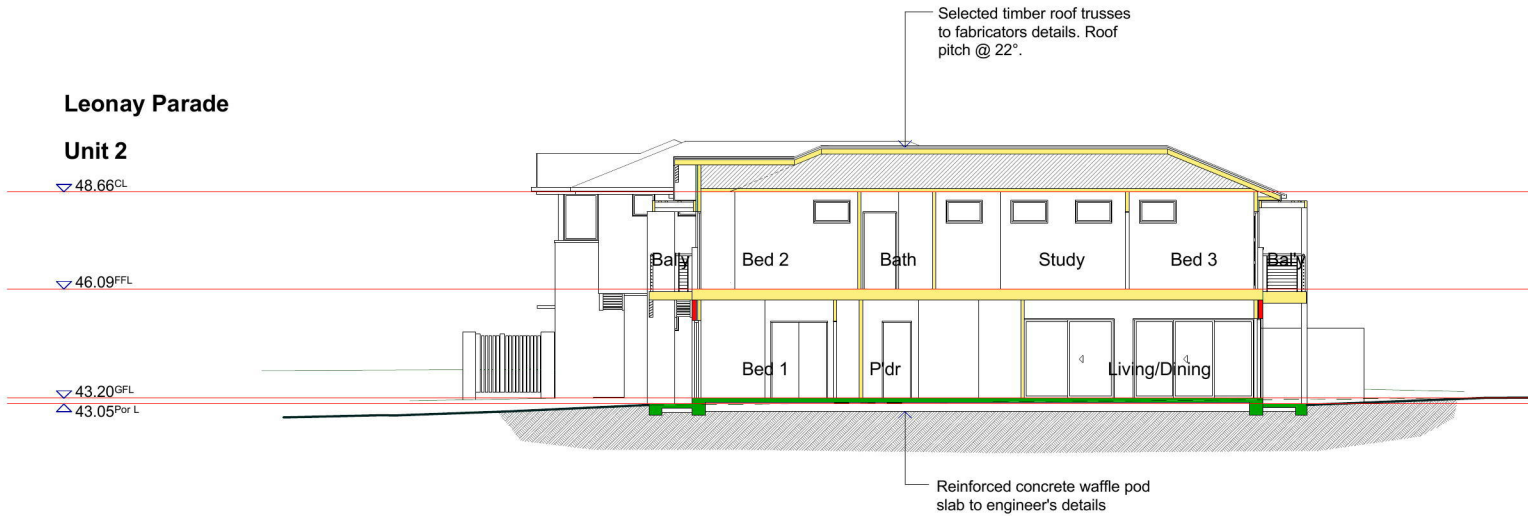 Selected timber roof trusses
to fabricators details. Roof
pitch @ 22°.
Leonay Parade
Unit 2
48.66CL
Bal'y
Bed 2
Bath
Study
Bed 3
Bal'y
46.09FFL
Bed 1
P'dr
Living/Dining
43.20GFL
43.05Por L
Reinforced concrete waffle pod
slab to engineer's details